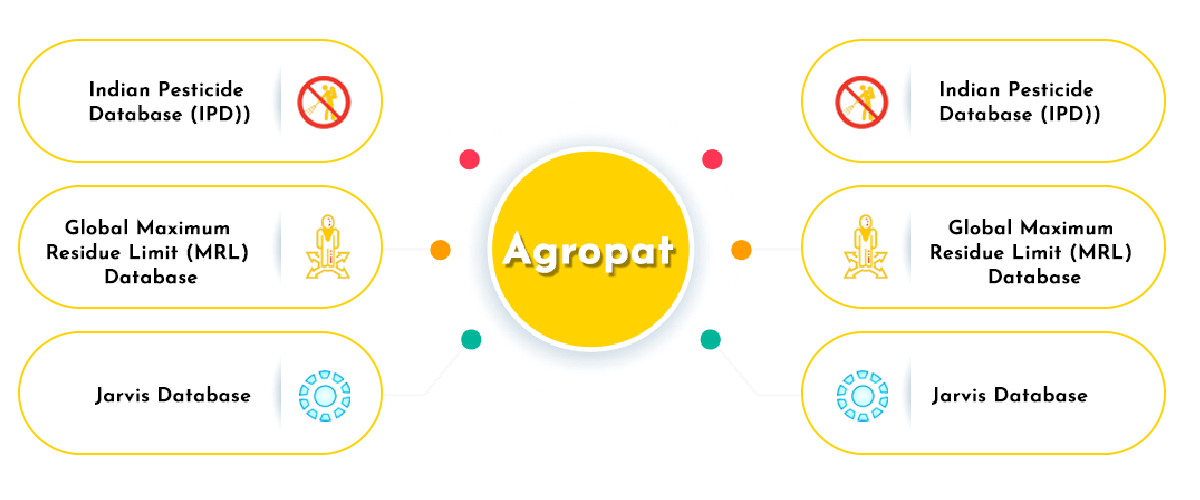 Indian Pesticide
Database (IPD))
Global Maximum
Residue Limit (MRL)
Database
Jarvis Database
Agropat
Indian Pesticide
Database (IPD))
Global Maximum
Residue Limit (MRL)
Database
Jarvis Database